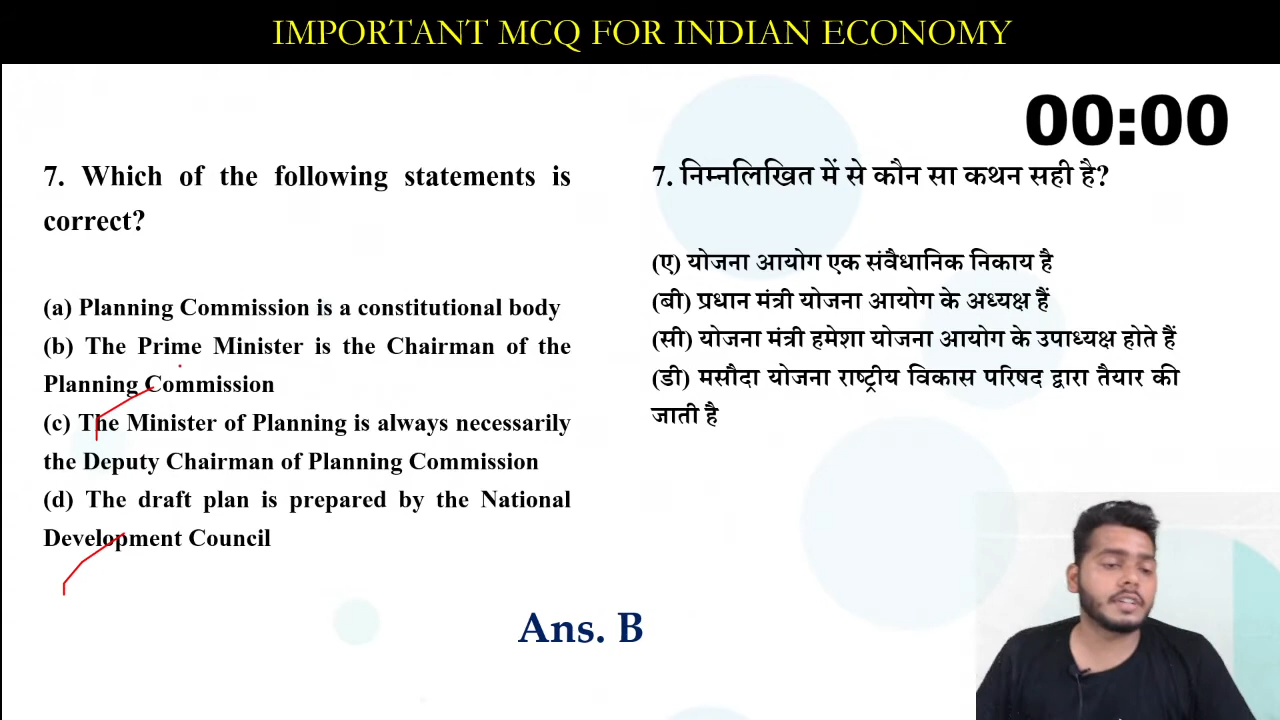 IMPORTANT MCQ FOR INDIAN ECONOMY
00:00
7. Which of the following statements is
correct?
(a) Planning Commission is a constitutional body
(b) The Prime Minister is the Chairman of the
Planning Commission
(c) The Minister of Planning is always necessarily
the Deputy Chairman of Planning Commission
(d) The draft plan is prepared by the National
Development Council
7. निम्नलिखित में से कौन सा कथन सही है?
(ए) योजना आयोग एक संवैधानिक निकाय है
(बी) प्रधान मंत्री योजना आयोग के अध्यक्ष हैं
(सी) योजना मंत्री हमेशा योजना आयोग के उपाध्यक्ष होते हैं
(डी) मसौदा योजना राष्ट्रीय विकास परिषद द्वारा तैयार की
जाती है
Ans. B